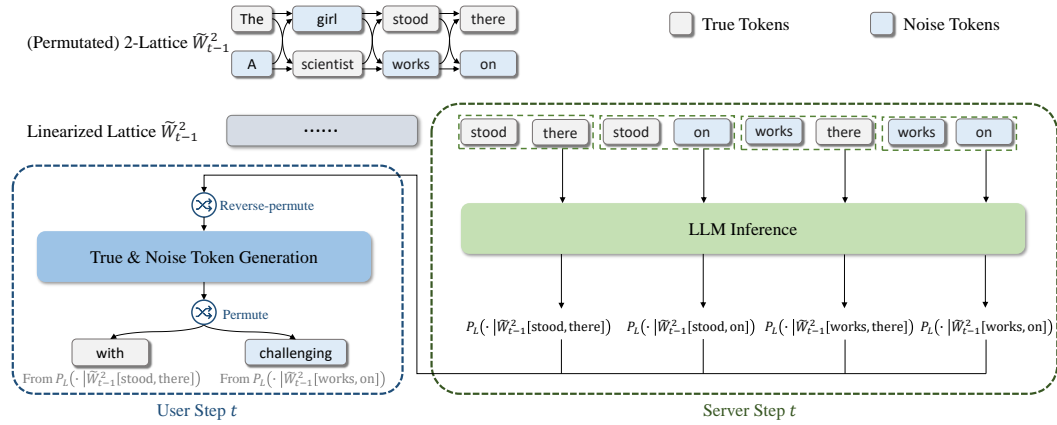 The girl stood there True Tokens Noise Tokens
(Permutated) 2-Lattice W̃²ₜ₋₁
A scientist works on
Linearized Lattice W̃²ₜ₋₁ ······
stood there stood on works there works on
Reverse-permute
True & Noise Token Generation
LLM Inference
Permute
P_L(· |W̃²ₜ₋₁[stood, there]) P_L(· |W̃²ₜ₋₁[stood, on]) P_L(· |W̃²ₜ₋₁[works, there]) P_L(· |W̃²ₜ₋₁[works, on])
with challenging
From P_L(· |W̃²ₜ₋₁[stood, there]) From P_L(· |W̃²ₜ₋₁[works, on])
User Step t Server Step t